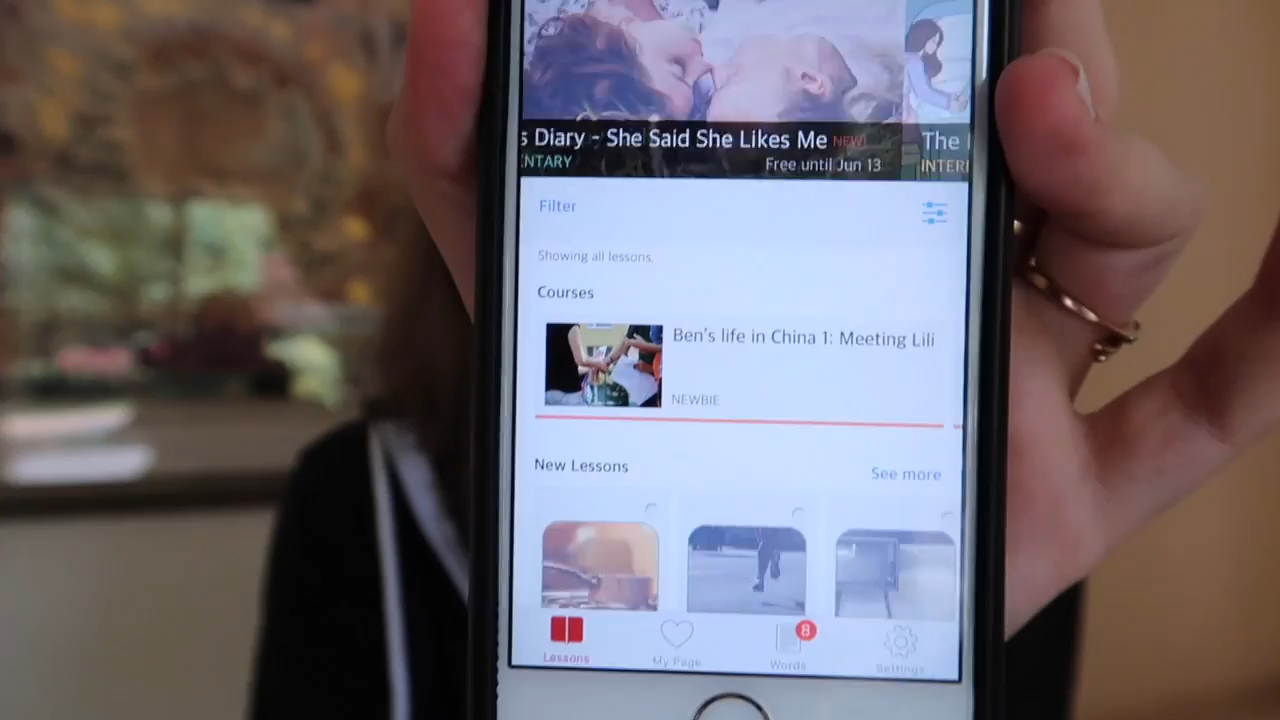 s Diary - She Said She Likes Me NEW!
The
NTARY
Free until Jun 13
INTER
Filter
Showing all lessons.
Courses
Ben's life in China 1: Meeting Lili
NEWBIE
New Lessons
See more
8
Lessons
My Page
Words
Settings